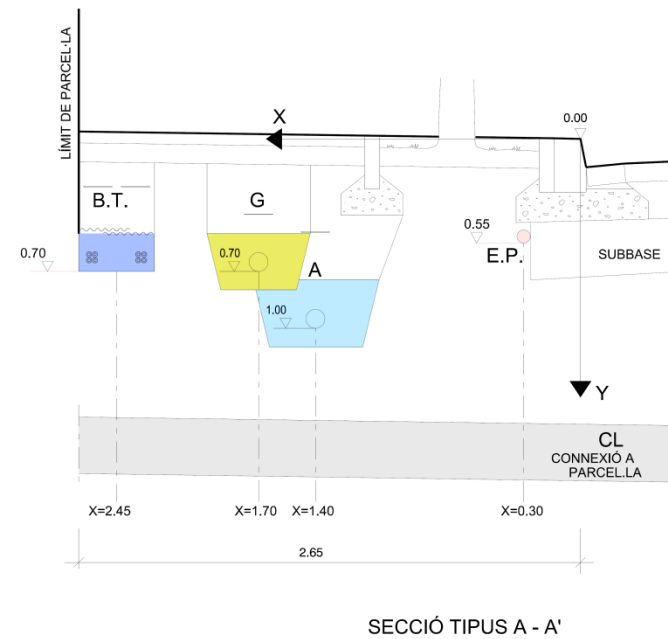 LÍMIT DE PARCEL·LA
X
0.00
B.T.
G
0.55
0.70
0.70
A
E.P.
SUBBASE
1.00
Y
CL
CONNEXIÓ A
PARCEL.LA
X=2.45
X=1.70
X=1.40
X=0.30
2.65
SECCIÓ TIPUS A - A'